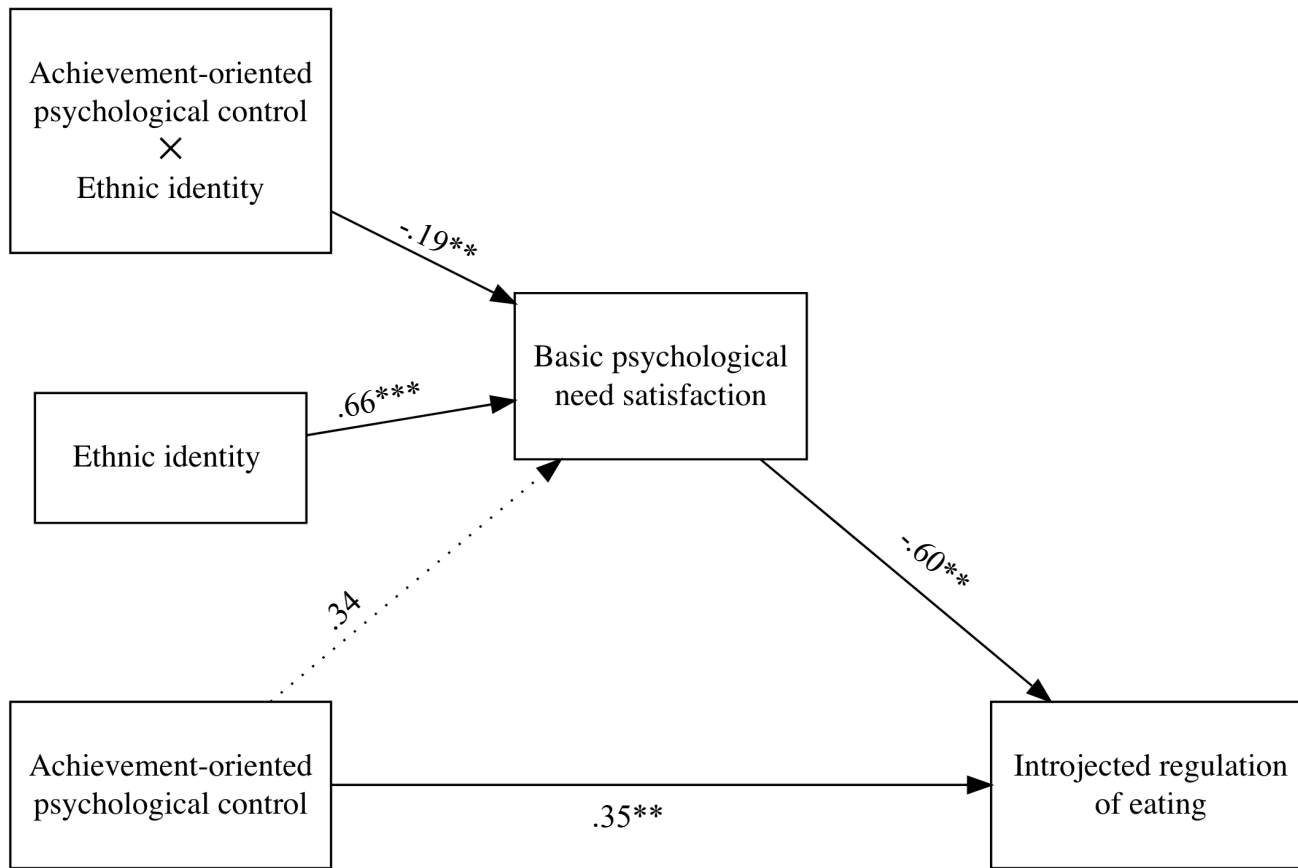 Achievement-oriented
psychological control
×
Ethnic identity
-.19**
Basic psychological
need satisfaction
.66***
Ethnic identity
-.60**
.34
Achievement-oriented
psychological control
.35**
Introjected regulation
of eating